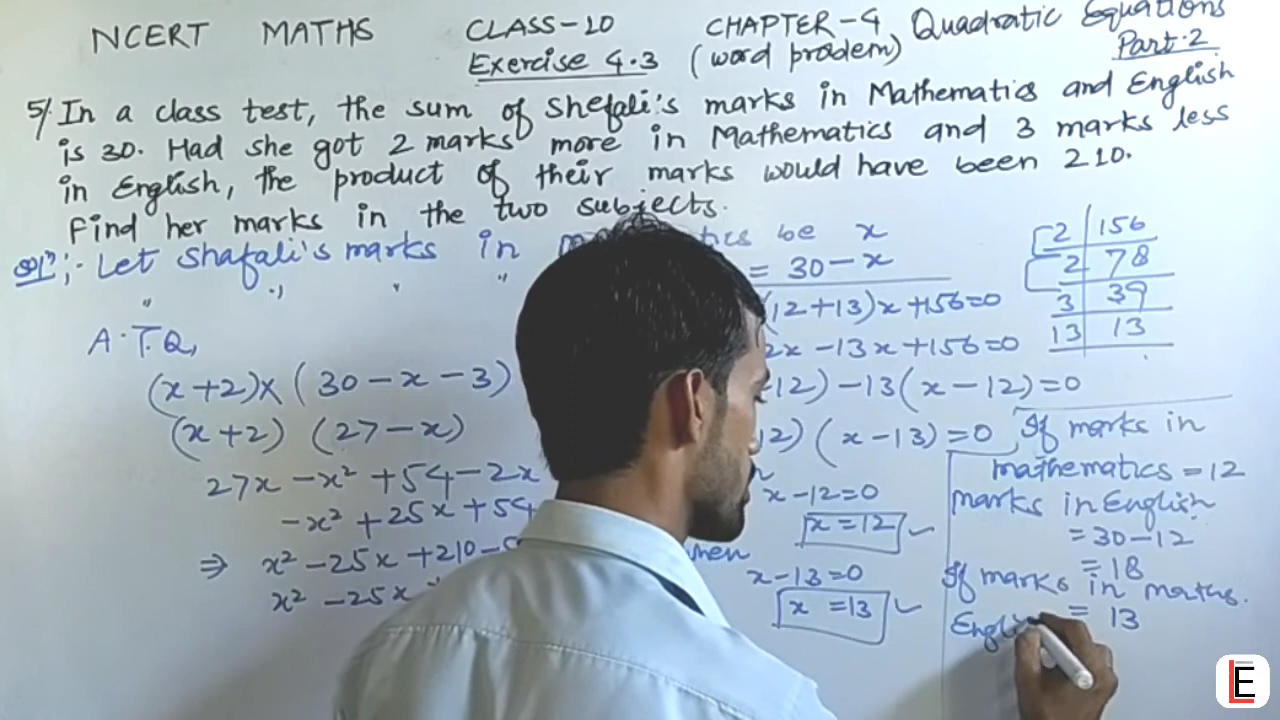 NCERT MATHS CLASS-10 CHAPTER-4 Quadratic Equations
Exercise 4.3 (word problem) Part-2
5/. In a class test, the sum of Shefali's marks in Mathematics and English
is 30. Had she got 2 marks more in Mathematics and 3 marks less
in English, the product of their marks would have been 210.
Find her marks in the two subjects.
Sol^n:- Let Shafali's marks in be x
" " " " = 30 - x
A.T.Q,
(x+2)×(30-x-3)
(x+2) (27-x)
27x - x² + 54 - 2x
-x² + 25x + 54
⇒ x² - 25x + 210 -
x² - 25x
(12+13)x + 156 = 0
2x - 13x + 156 = 0
12) - 13(x-12) = 0
12) (x-13) = 0
x - 12 = 0
x = 12 ✓
x - 13 = 0
x = 13 ✓
2 156
2 78
3 39
13 13
If marks in
mathematics = 12
marks in English
= 30 - 12
= 18
If marks in maths.
= 13
LE